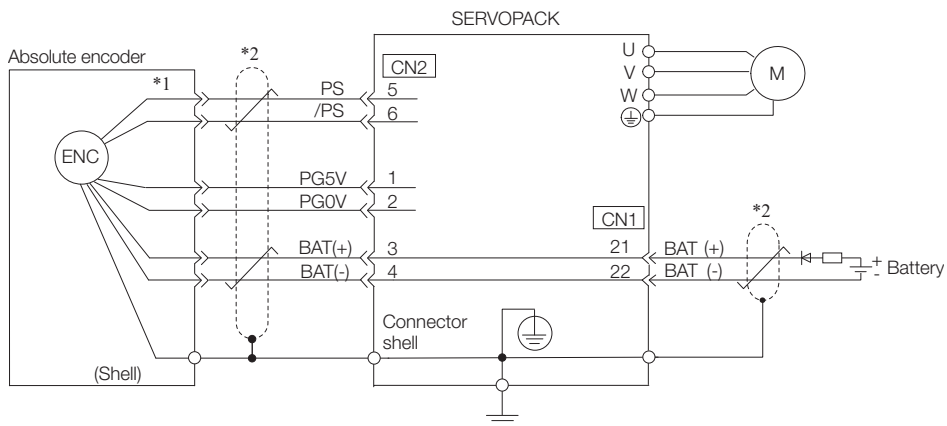 SERVOPACK
Absolute encoder
*2
*1
CN2
U
V
W
M
PS
5
/PS
6
ENC
PG5V
1
PG0V
2
CN1
*2
BAT(+)
3
21
BAT (+)
BAT(-)
4
22
BAT (-)
+
-
Battery
Connector
shell
(Shell)